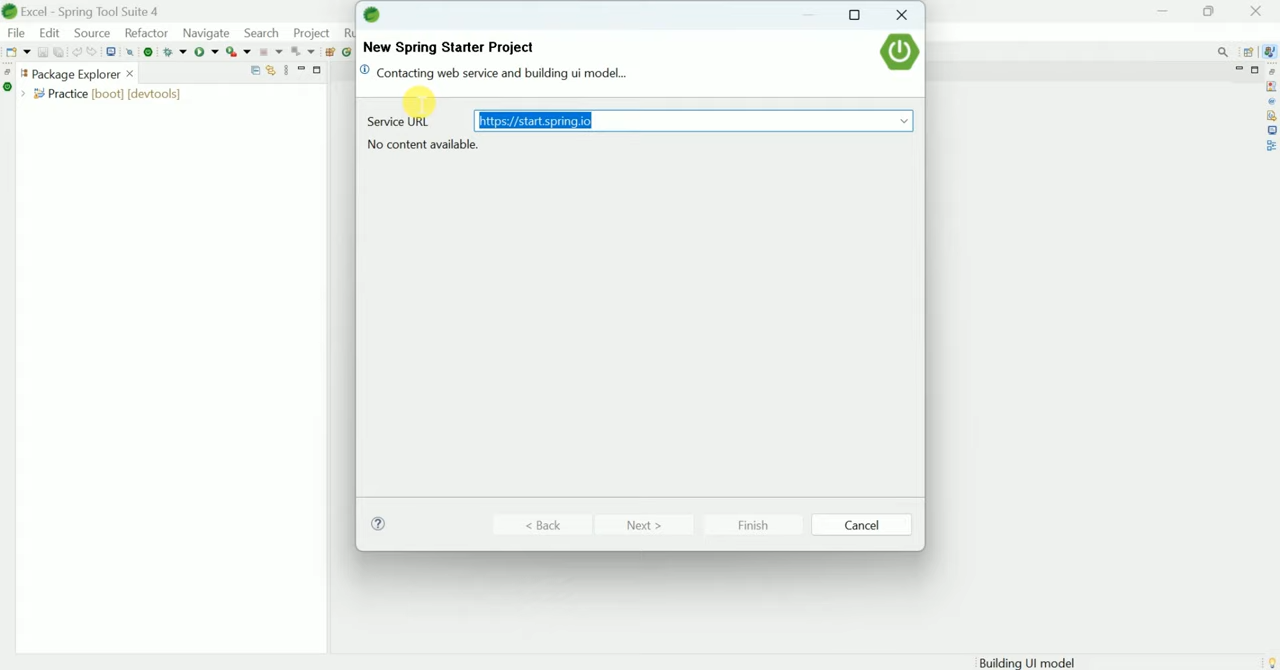 Excel - Spring Tool Suite 4
File Edit Source Refactor Navigate Search Project
Package Explorer
Practice [boot] [devtools]
New Spring Starter Project
Contacting web service and building ui model...
Service URL https://start.spring.io
No content available.
< Back Next > Finish Cancel
Building UI model